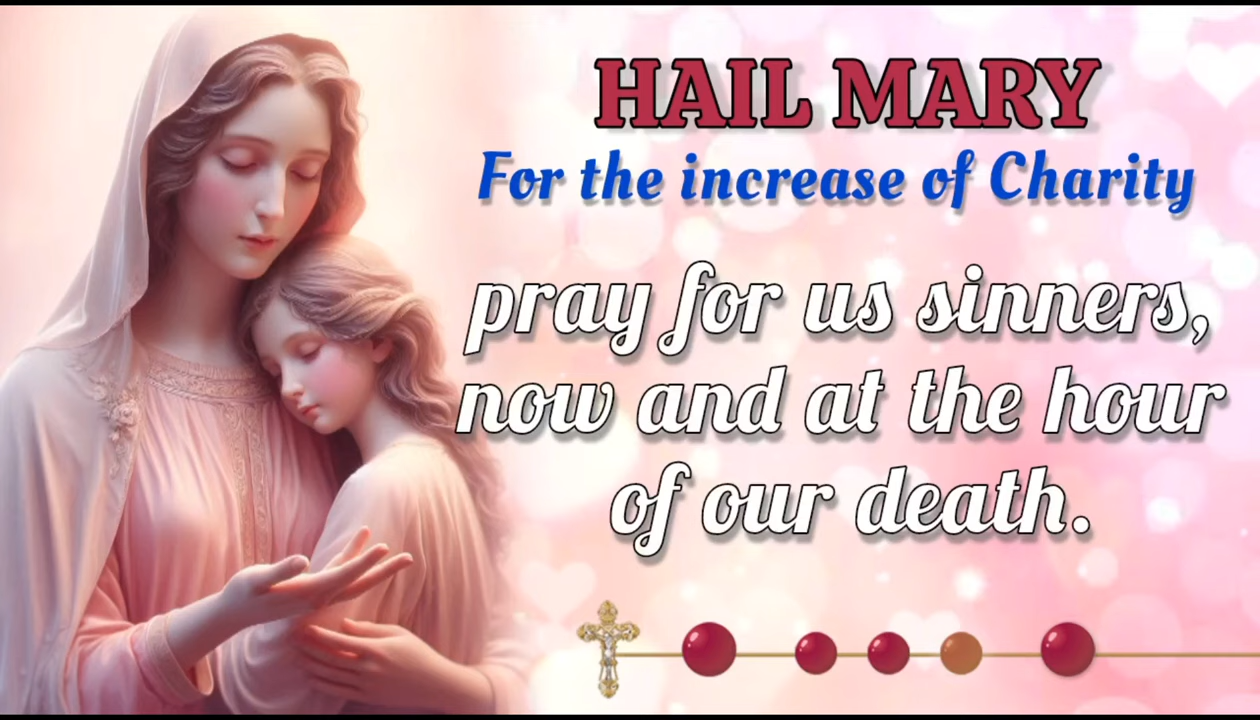 HAIL MARY
For the increase of Charity
pray for us sinners,
now and at the hour
of our death.